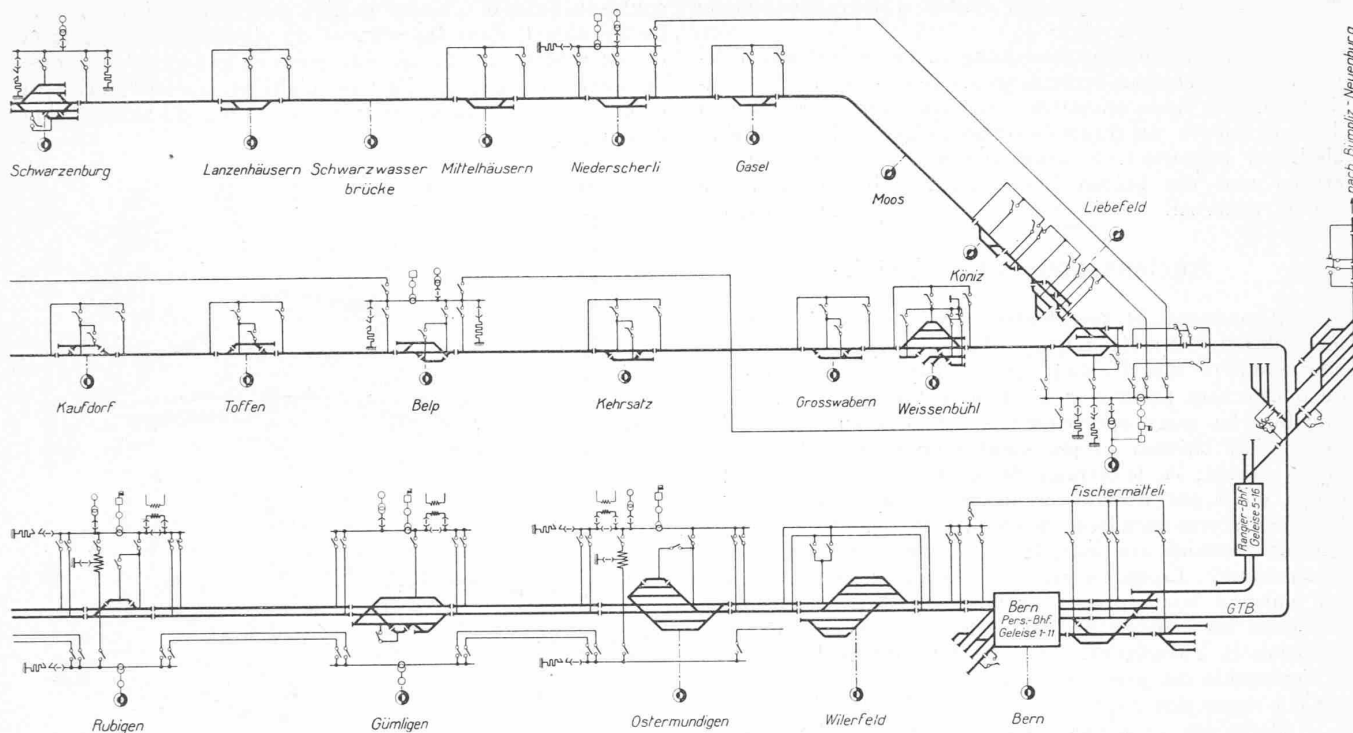 Schwarzenburg
Lanzenhäusern
Schwarzwasser
brücke
Mittelhäusern
Niederscherli
Gasel
Moos
Köniz
Liebefeld
nach Bümpliz-Neuenburg
Kaufdorf
Toffen
Belp
Kehrsatz
Grosswabern
Weissenbühl
Fischermätteli
Rangier-Bhf.
Geleise 5-16
Bern
Pers.-Bhf.
Geleise 1-11
GTB
Rubigen
Gümligen
Ostermundigen
Wilerfeld
Bern